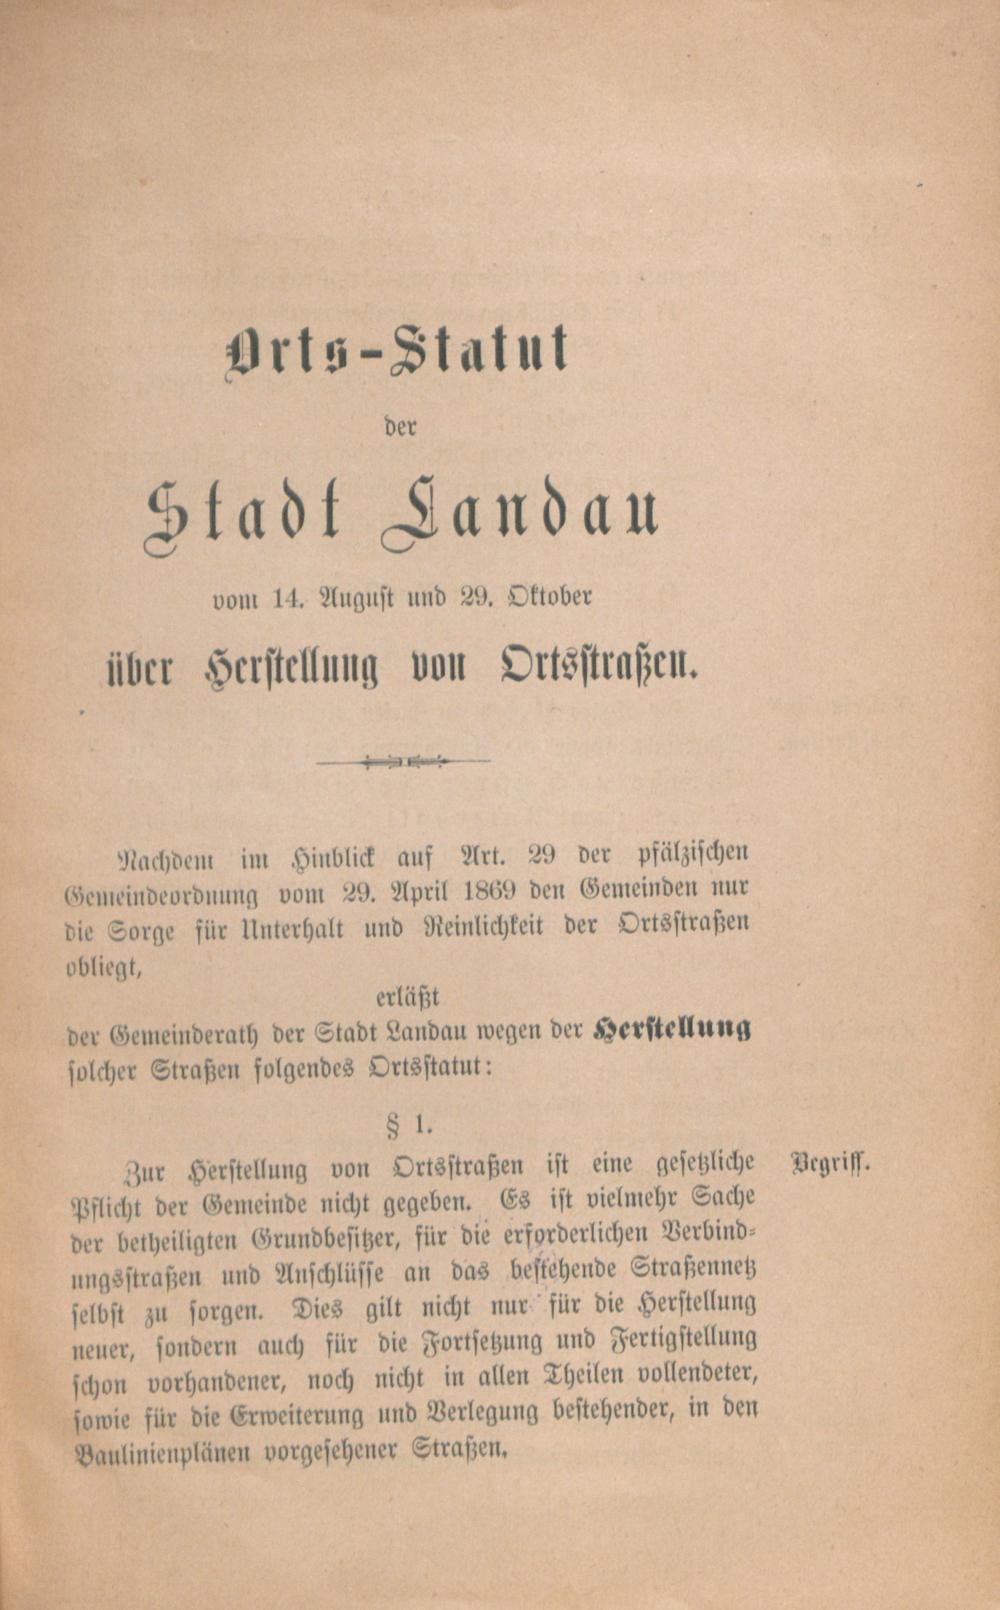 Orts-Statut
der
Stadt Landau
vom 14. August und 29. Oktober
über Herstellung von Ortsstraßen.
Nachdem im Hinblick auf Art. 29 der pfälzischen
Gemeindeordnung vom 29. April 1869 den Gemeinden nur
die Sorge für Unterhalt und Reinlichkeit der Ortsstraßen
obliegt,
erläßt
der Gemeinderath der Stadt Landau wegen der Herstellung
solcher Straßen folgendes Ortsstatut:
§ 1.
Zur Herstellung von Ortsstraßen ist eine gesetzliche Begriff.
Pflicht der Gemeinde nicht gegeben. Es ist vielmehr Sache
der betheiligten Grundbesitzer, für die erforderlichen Verbind-
ungsstraßen und Anschlüsse an das bestehende Straßennetz
selbst zu sorgen. Dies gilt nicht nur für die Herstellung
neuer, sondern auch für die Fortsetzung und Fertigstellung
schon vorhandener, noch nicht in allen Theilen vollendeter,
sowie für die Erweiterung und Verlegung bestehender, in den
Baulinienplänen vorgesehener Straßen.